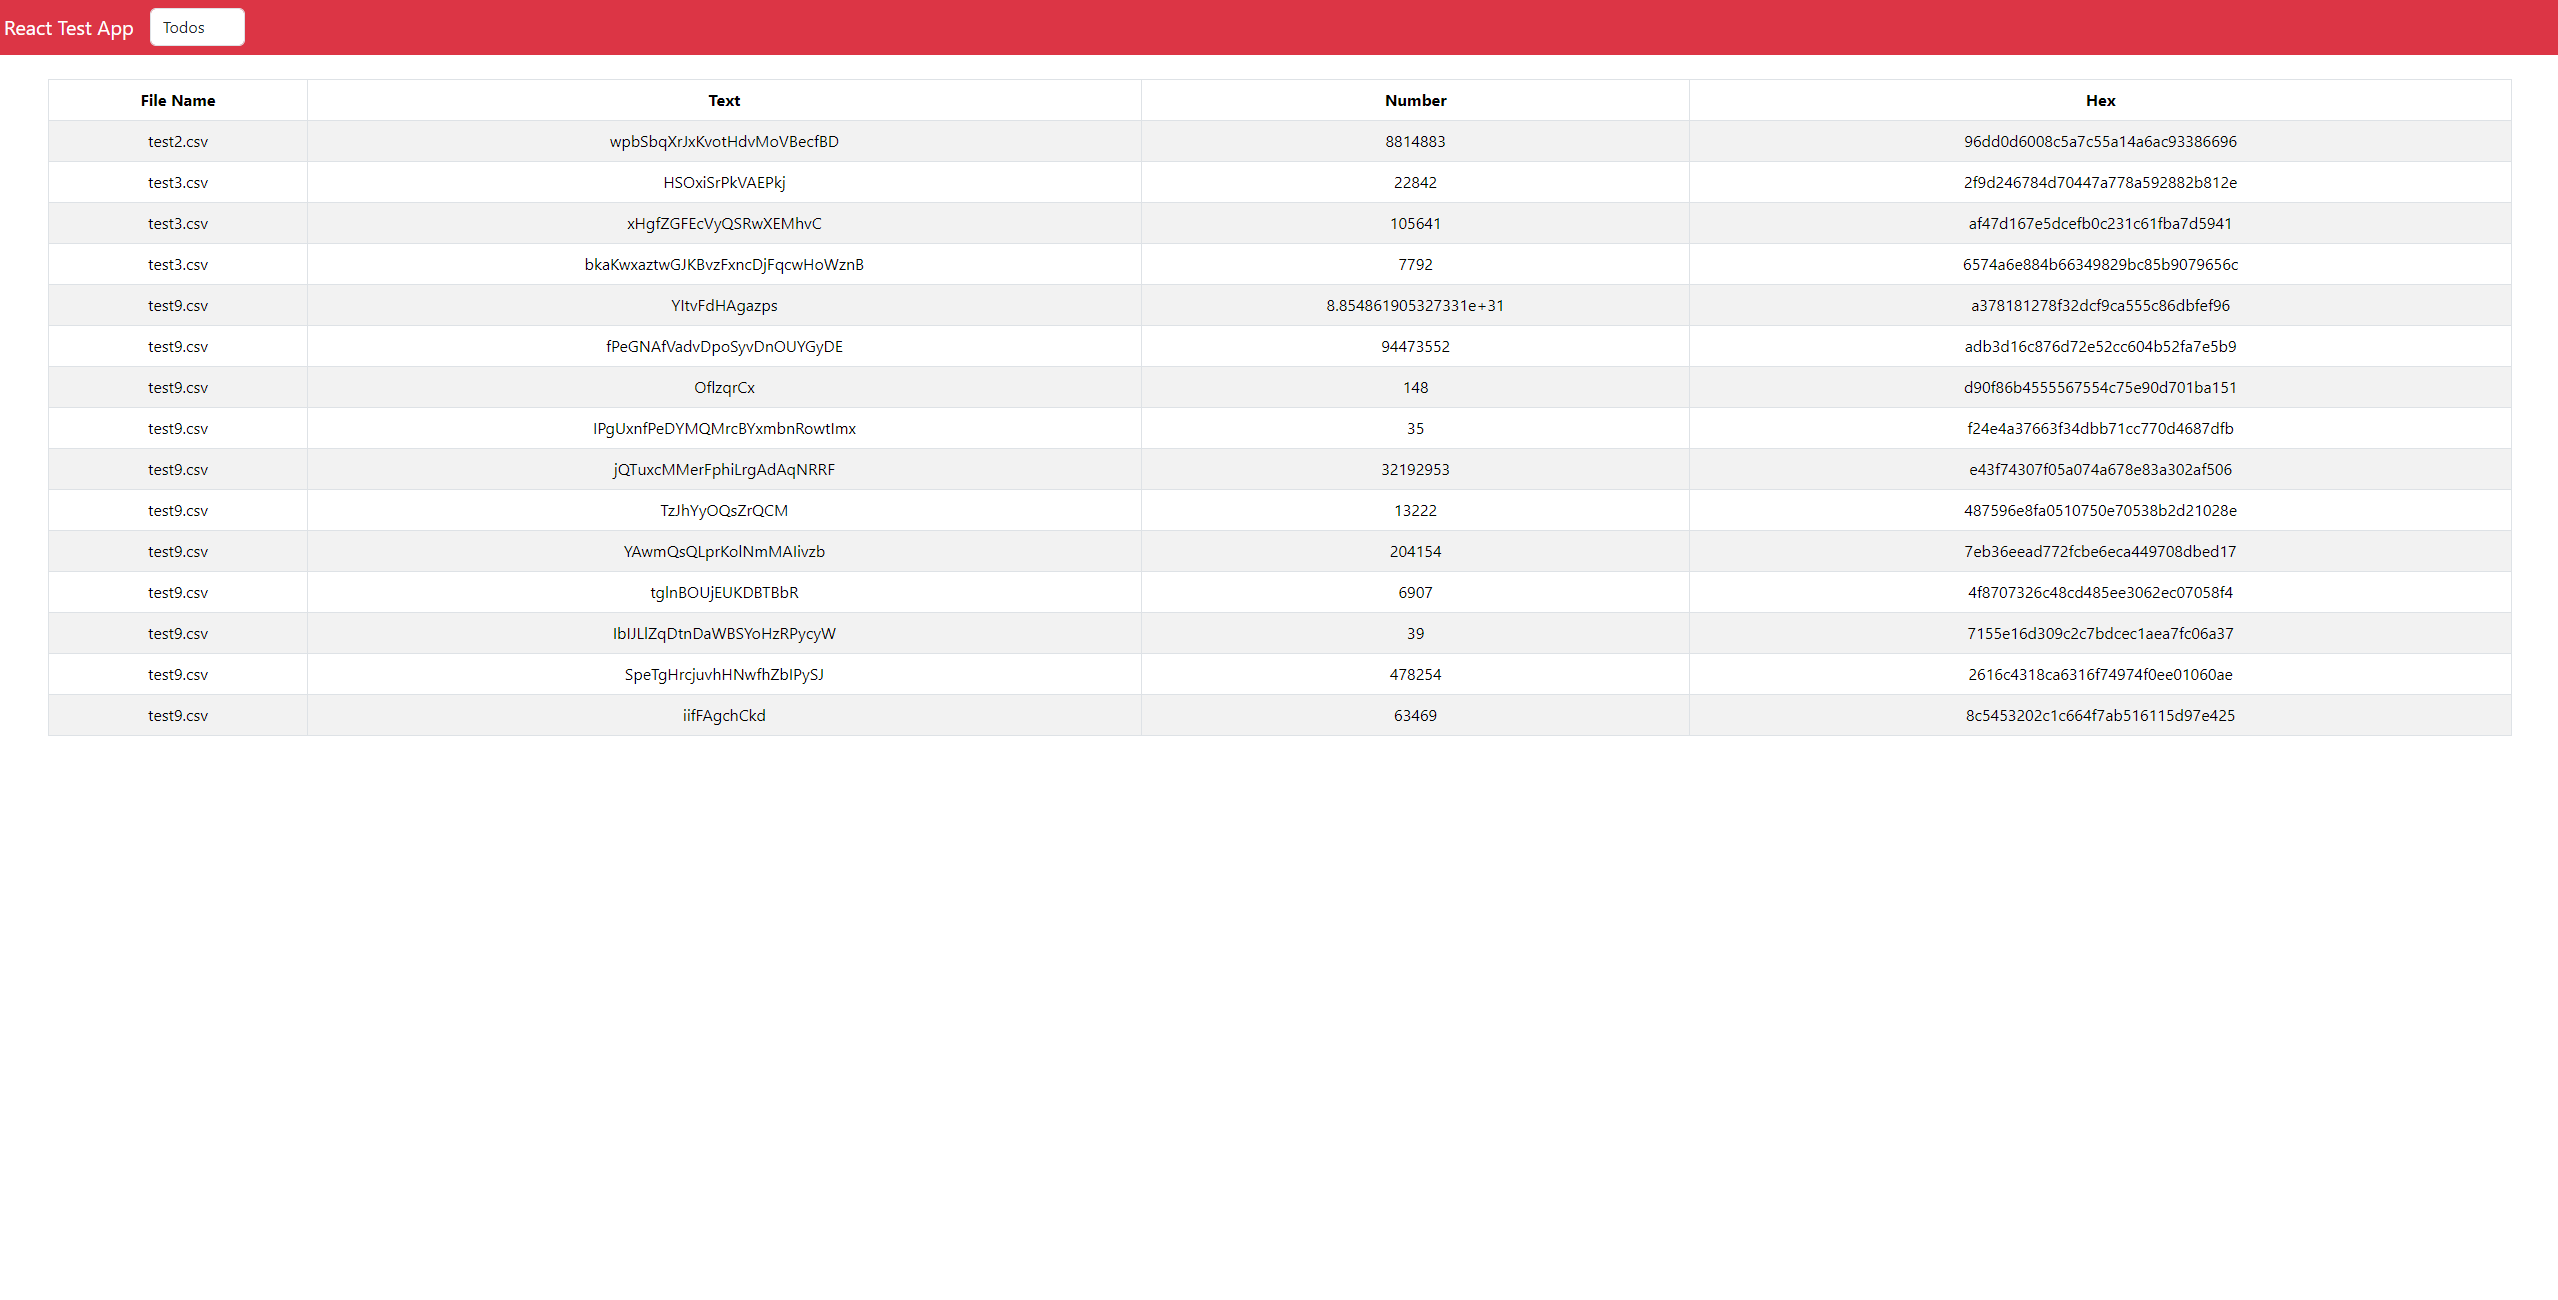 React Test App Todos
File Name Text Number Hex
test2.csv wpbSbqXrJxKvotHdvMoVBecfBD 8814883 96dd0d6008c5a7c55a14a6ac93386696
test3.csv HSOxiSrPkVAEPkj 22842 2f9d246784d70447a778a592882b812e
test3.csv xHgfZGFEcVyQSRwXEMhvC 105641 af47d167e5dcefb0c231c61fba7d5941
test3.csv bkaKwxaztwGJKBvzFxncDjFqcwHoWznB 7792 6574a6e884b66349829bc85b9079656c
test9.csv YItvFdHAgazps 8.854861905327331e+31 a378181278f32dcf9ca555c86dbfef96
test9.csv fPeGNAfVadvDpoSyvDnOUYGyDE 94473552 adb3d16c876d72e52cc604b52fa7e5b9
test9.csv OflzqrCx 148 d90f86b4555567554c75e90d701ba151
test9.csv lPgUxnfPeDYMQMrcBYxmbnRowtImx 35 f24e4a37663f34dbb71cc770d4687dfb
test9.csv jQTuxcMMerFphiLrgAdAqNRRF 32192953 e43f74307f05a074a678e83a302af506
test9.csv TzJhYyOQsZrQCM 13222 487596e8fa0510750e70538b2d21028e
test9.csv YAwmQsQLprKolNmMAIivzb 204154 7eb36eead772fcbe6eca449708dbed17
test9.csv tglnBOUjEUKDBTBbR 6907 4f8707326c48cd485ee3062ec07058f4
test9.csv IbIJLlZqDtnDaWBSYoHzRPycyW 39 7155e16d309c2c7bdcec1aea7fc06a37
test9.csv SpeTgHrcjuvhHNwfhZbIPySJ 478254 2616c4318ca6316f74974f0ee01060ae
test9.csv iifFAgchCkd 63469 8c5453202c1c664f7ab516115d97e425